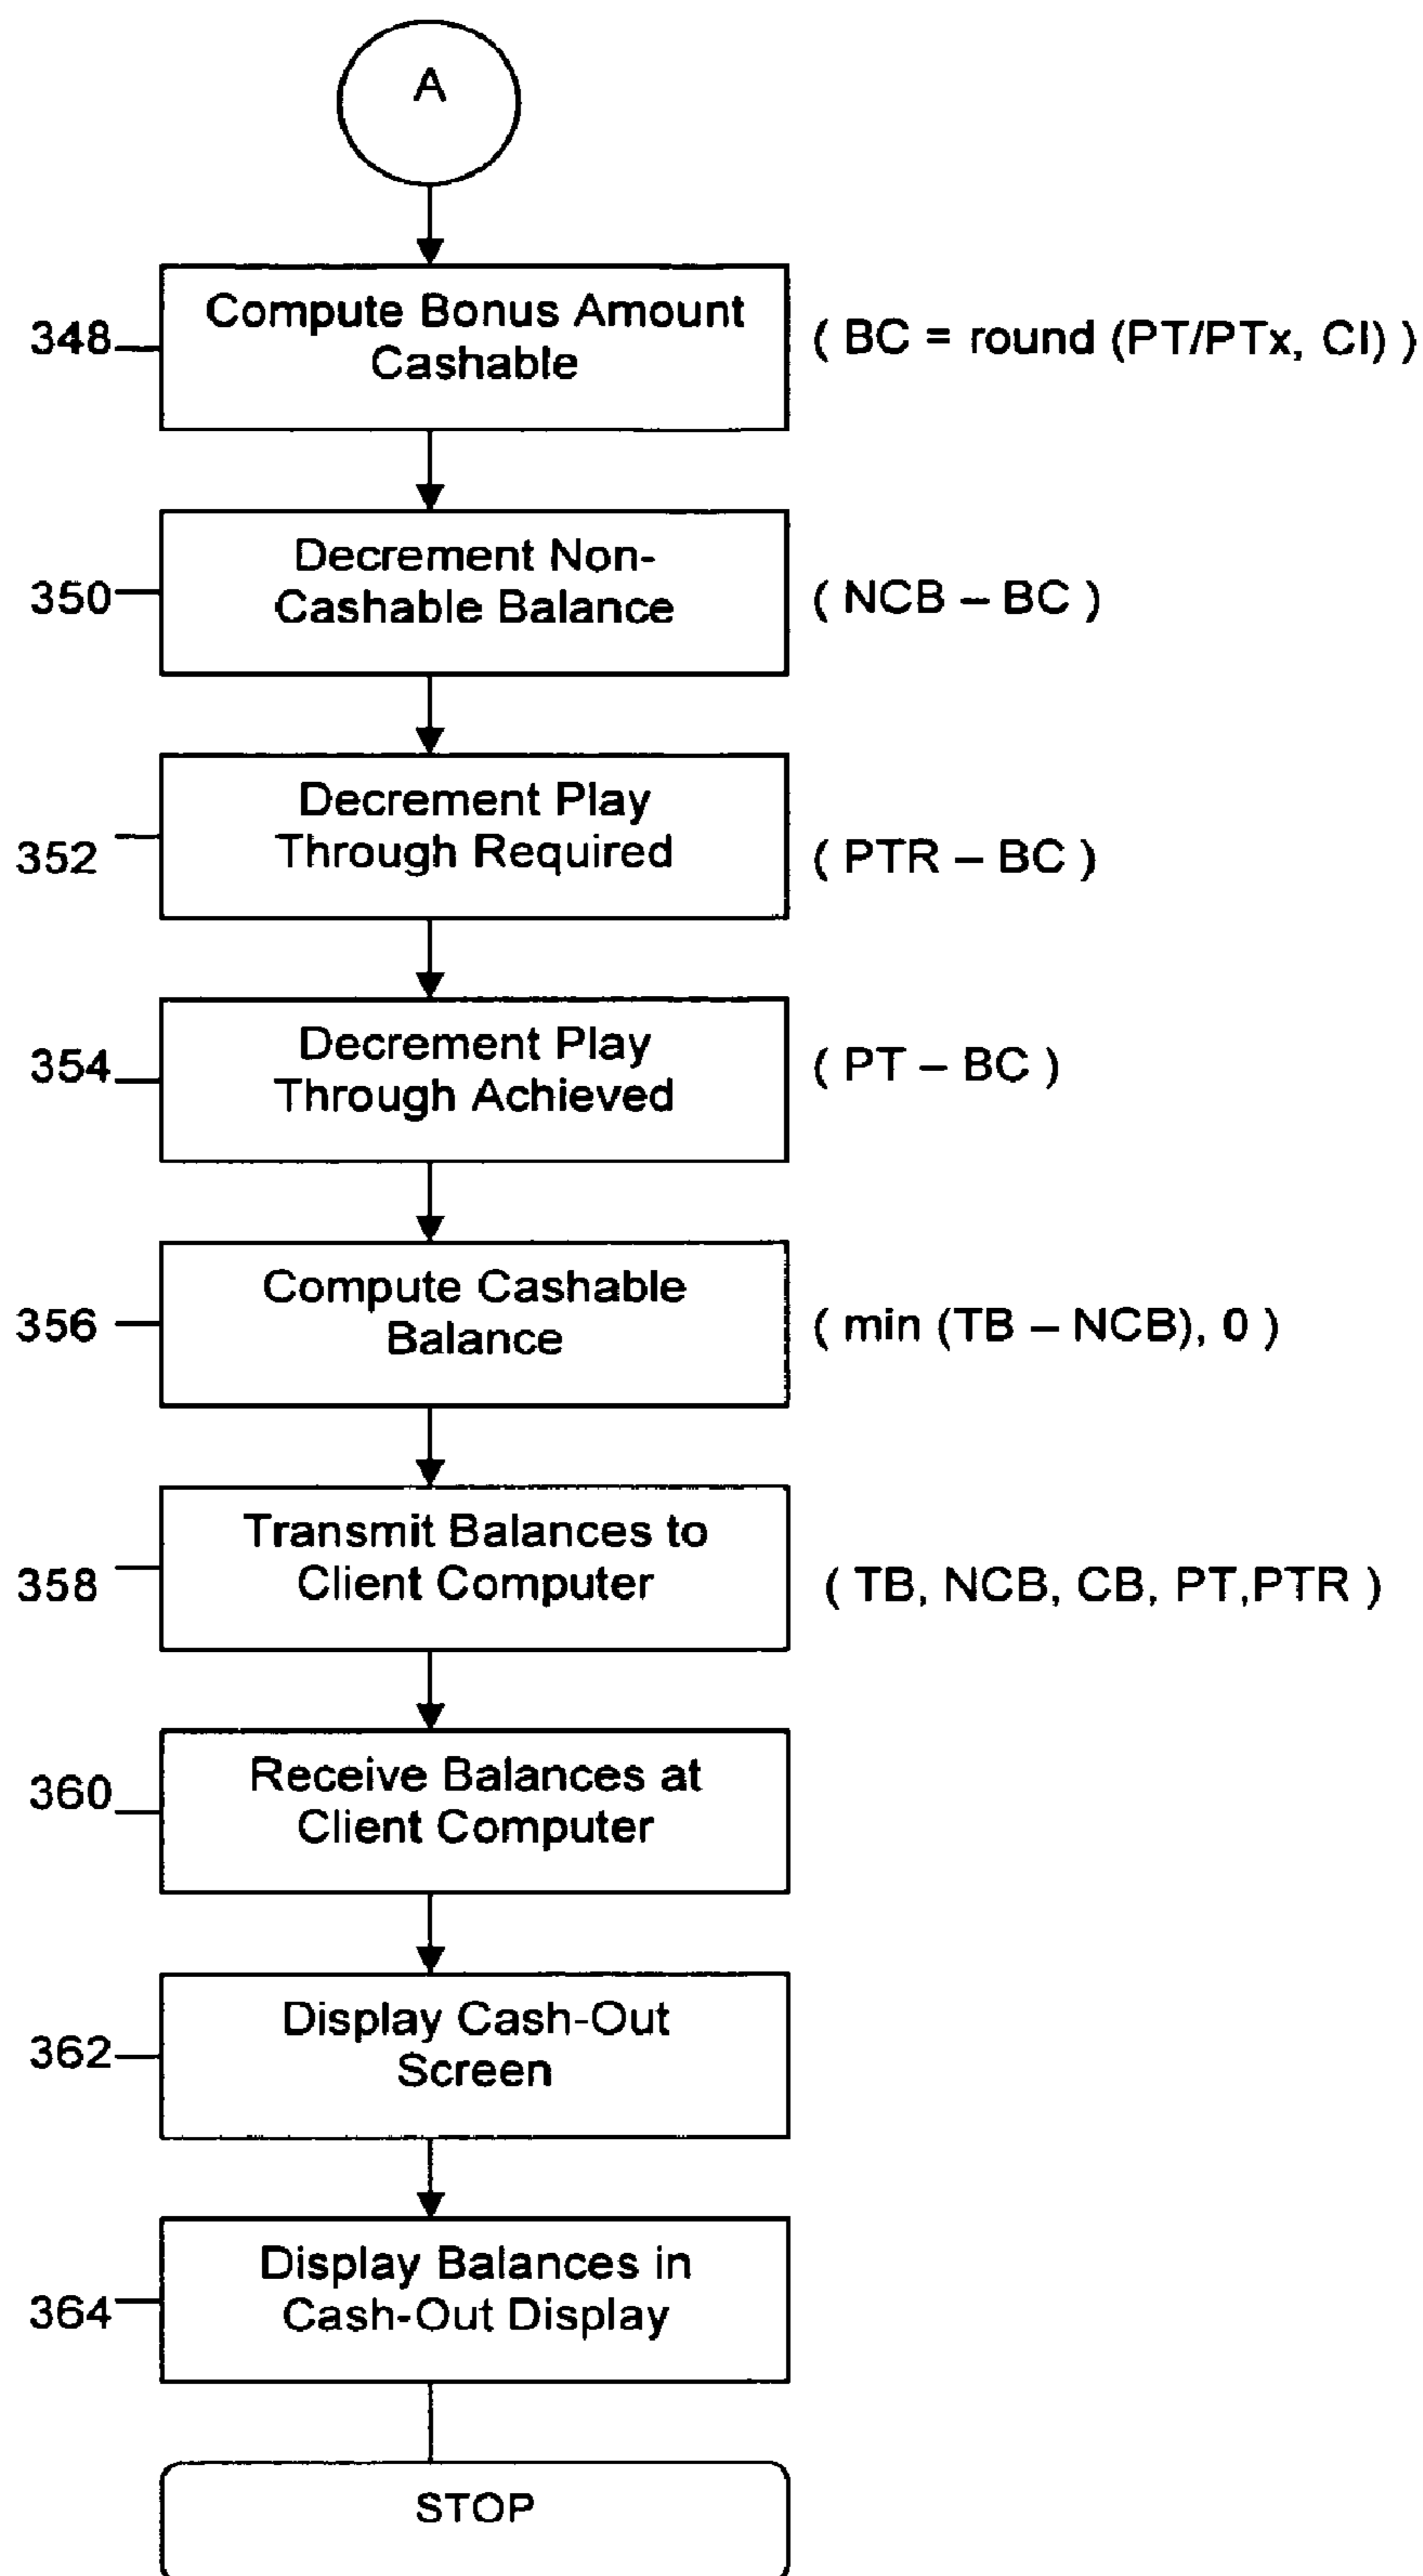 A
Compute Bonus Amount
Cashable
348
( BC = round (PT/PTx, CI) )
Decrement Non-
Cashable Balance
350
( NCB – BC )
Decrement Play
Through Required
352
( PTR – BC )
Decrement Play
Through Achieved
354
( PT – BC )
Compute Cashable
Balance
356
( min (TB – NCB), 0 )
Transmit Balances to
Client Computer
358
( TB, NCB, CB, PT,PTR )
Receive Balances at
Client Computer
360
Display Cash-Out
Screen
362
Display Balances in
Cash-Out Display
364
STOP